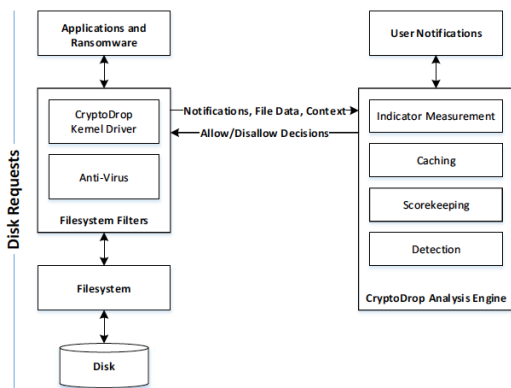 Disk Requests
Applications and
Ransomware
CryptoDrop
Kernel Driver
Anti-Virus
Filesystem Filters
Filesystem
Disk
Notifications, File Data, Context
Allow/Disallow Decisions
User Notifications
Indicator Measurement
Caching
Scorekeeping
Detection
CryptoDrop Analysis Engine